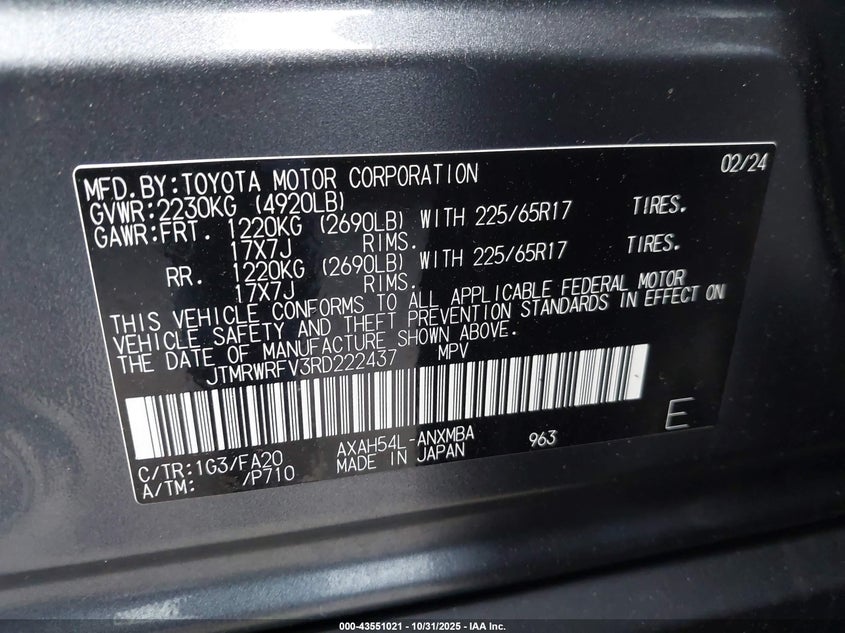 MFD.BY:TOYOTA MOTOR CORPORATION 02/24
GVWR:2230KG (4920LB)
GAWR:FRT. 1220KG (2690LB) WITH 225/65R17 TIRES.
17X7J RIMS.
RR. 1220KG (2690LB) WITH 225/65R17 TIRES.
17X7J RIMS.
THIS VEHICLE CONFORMS TO ALL APPLICABLE FEDERAL MOTOR
VEHICLE SAFETY AND THEFT PREVENTION STANDARDS IN EFFECT ON
THE DATE OF MANUFACTURE SHOWN ABOVE.
JTMRWRFV3RD222437 MPV
E
C/TR:1G3/FA20 AXAH54L-ANXMBA 963
A/TM: /P710 MADE IN JAPAN
000-43551021 - 10/31/2025 - IAA Inc.